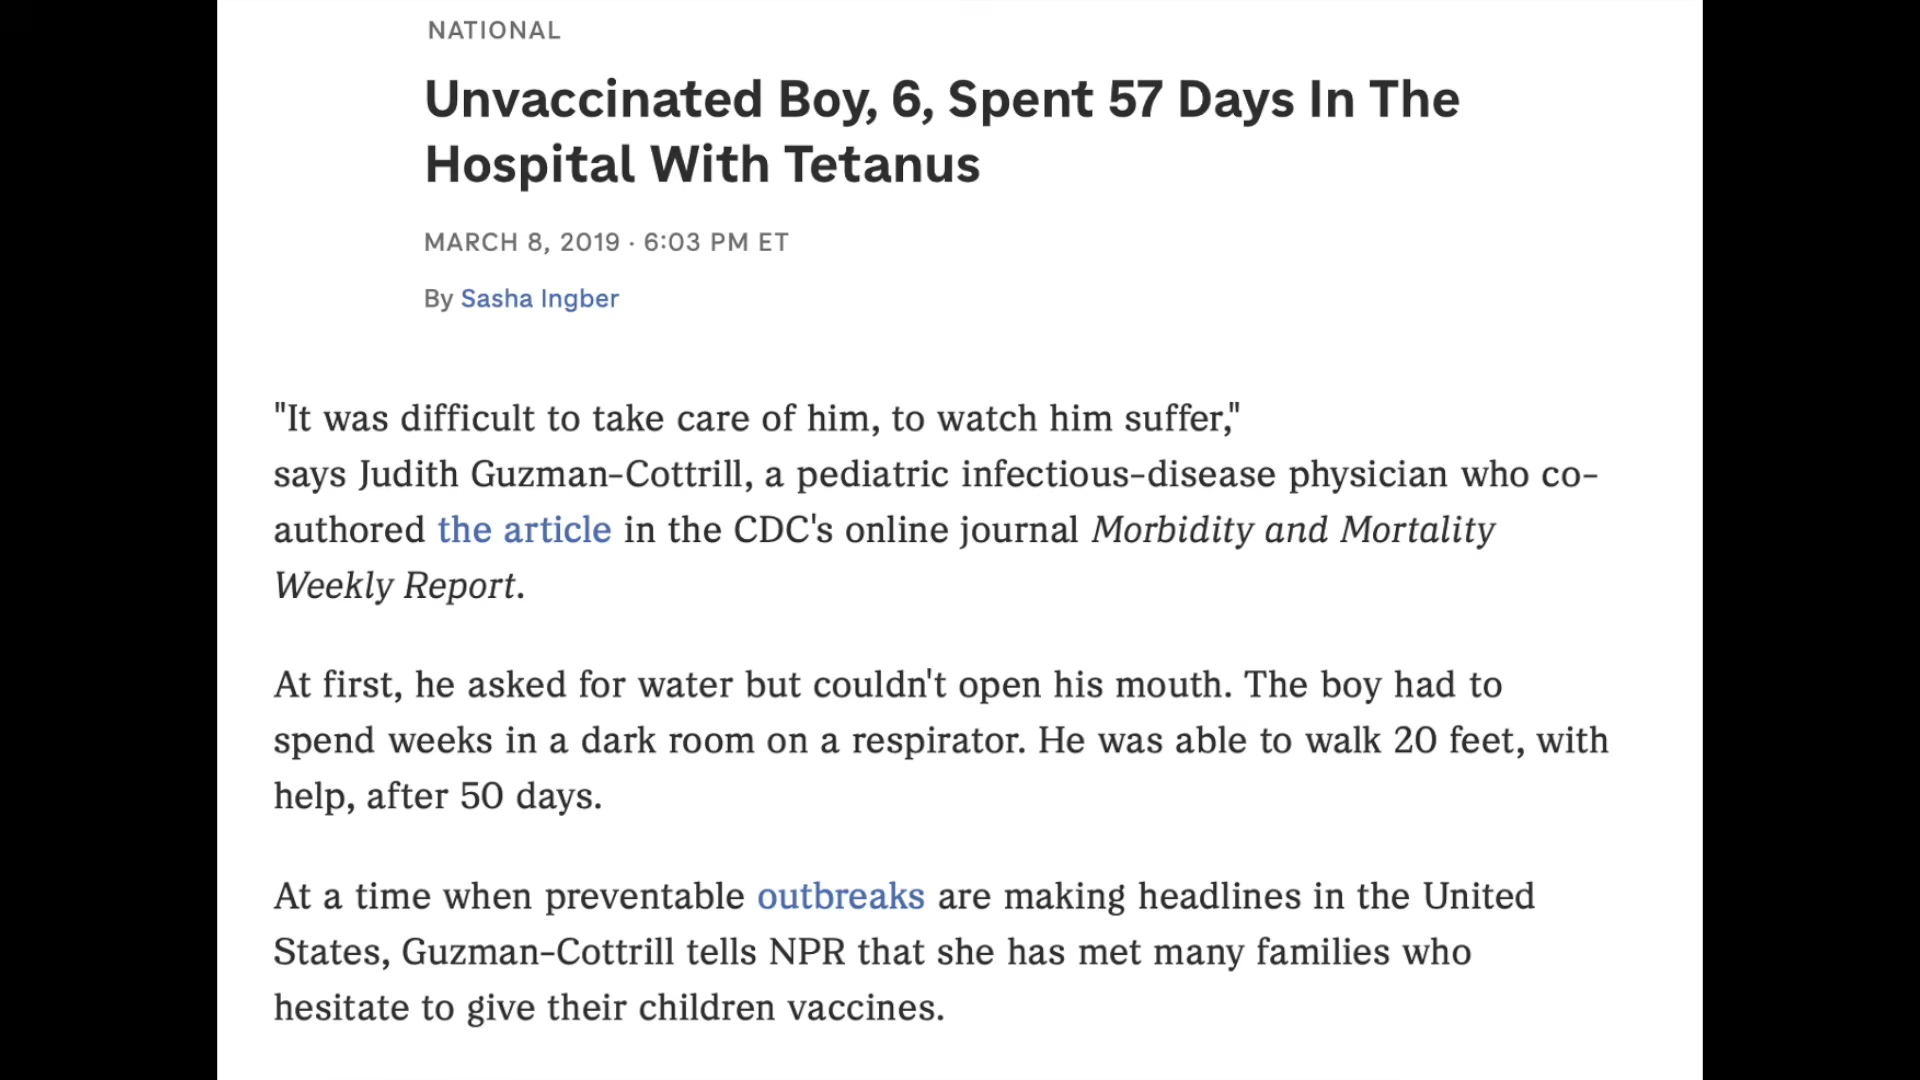 NATIONAL
Unvaccinated Boy, 6, Spent 57 Days In The
Hospital With Tetanus
MARCH 8, 2019 · 6:03 PM ET
By Sasha Ingber
"It was difficult to take care of him, to watch him suffer,"
says Judith Guzman-Cottrill, a pediatric infectious-disease physician who co-
authored the article in the CDC's online journal Morbidity and Mortality
Weekly Report.
At first, he asked for water but couldn't open his mouth. The boy had to
spend weeks in a dark room on a respirator. He was able to walk 20 feet, with
help, after 50 days.
At a time when preventable outbreaks are making headlines in the United
States, Guzman-Cottrill tells NPR that she has met many families who
hesitate to give their children vaccines.